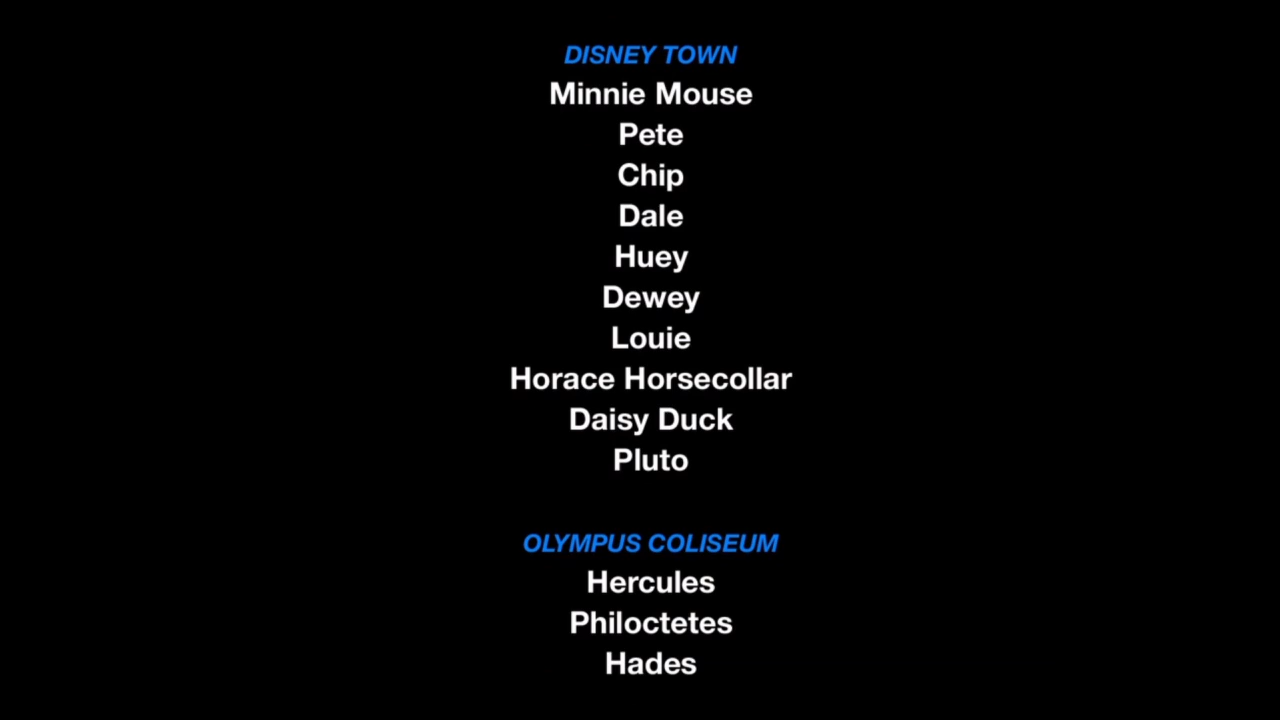 DISNEY TOWN
Minnie Mouse
Pete
Chip
Dale
Huey
Dewey
Louie
Horace Horsecollar
Daisy Duck
Pluto
OLYMPUS COLISEUM
Hercules
Philoctetes
Hades